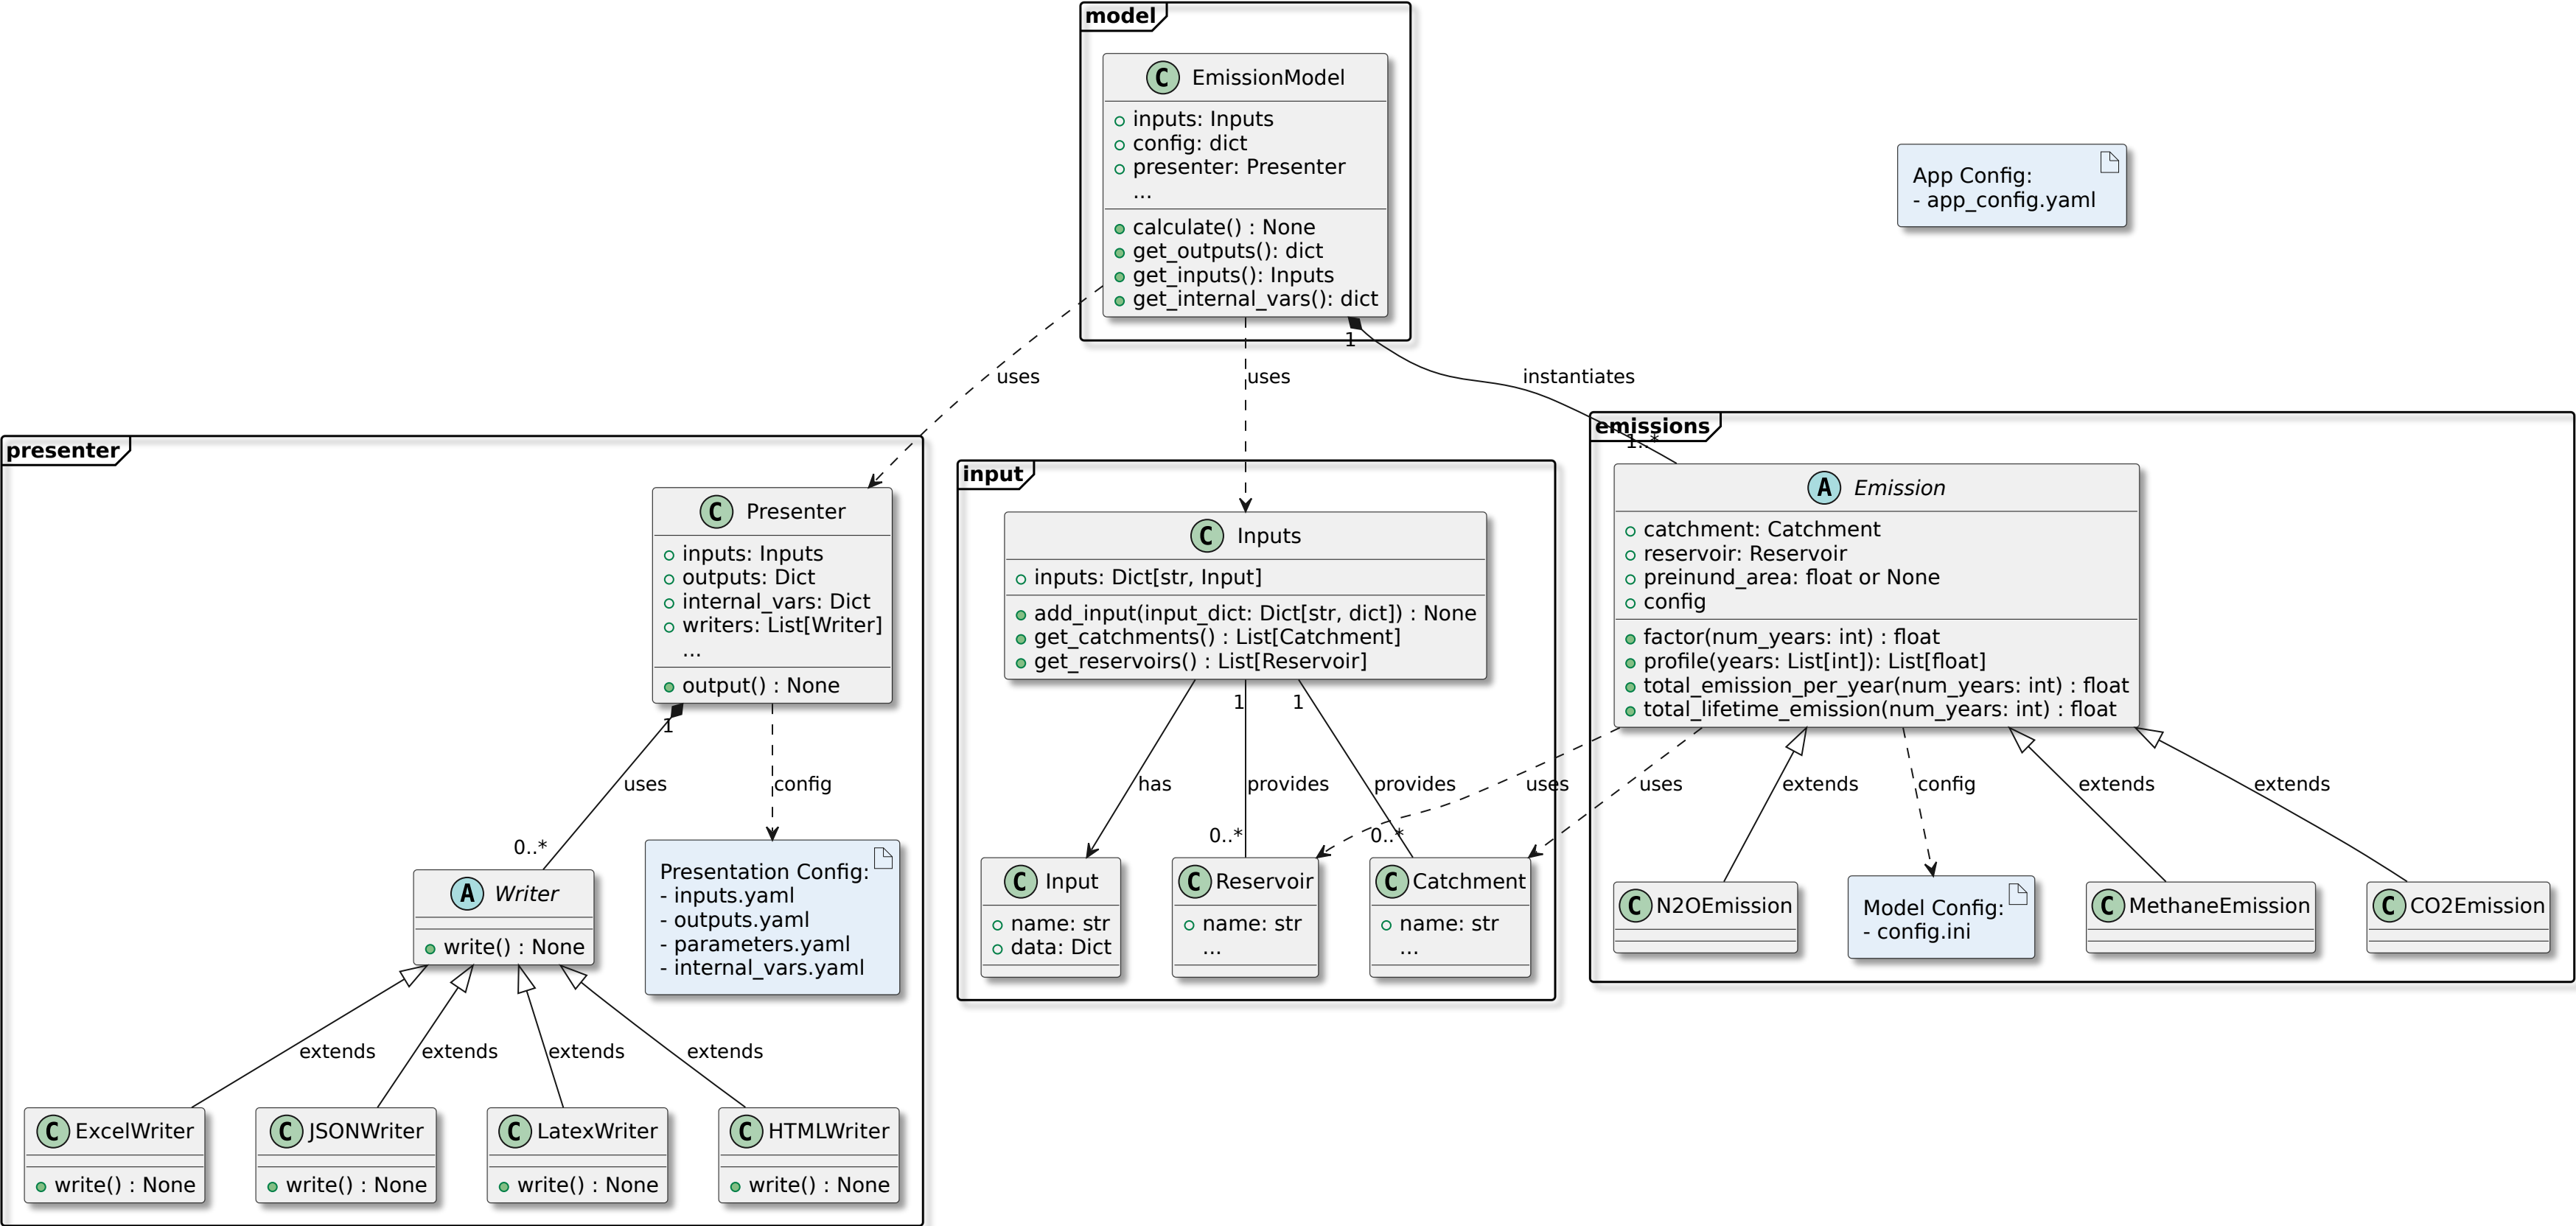 model
C EmissionModel
inputs: Inputs
config: dict
presenter: Presenter
...
calculate() : None
get_outputs(): dict
get_inputs(): Inputs
get_internal_vars(): dict
App Config:
- app_config.yaml
1
uses
uses
instantiates
1..*
presenter
C Presenter
inputs: Inputs
outputs: Dict
internal_vars: Dict
writers: List[Writer]
...
output() : None
1
uses
config
0..*
A Writer
write() : None
Presentation Config:
- inputs.yaml
- outputs.yaml
- parameters.yaml
- internal_vars.yaml
extends
extends
extends
extends
C ExcelWriter
write() : None
C JSONWriter
write() : None
C LatexWriter
write() : None
C HTMLWriter
write() : None
input
C Inputs
inputs: Dict[str, Input]
add_input(input_dict: Dict[str, dict]) : None
get_catchments() : List[Catchment]
get_reservoirs() : List[Reservoir]
1
1
has
provides
provides
uses
uses
0..*
0..*
C Input
name: str
data: Dict
C Reservoir
name: str
...
C Catchment
name: str
...
emissions
A Emission
catchment: Catchment
reservoir: Reservoir
preinund_area: float or None
config
factor(num_years: int) : float
profile(years: List[int]): List[float]
total_emission_per_year(num_years: int) : float
total_lifetime_emission(num_years: int) : float
extends
config
extends
extends
C N2OEmission
Model Config:
- config.ini
C MethaneEmission
C CO2Emission